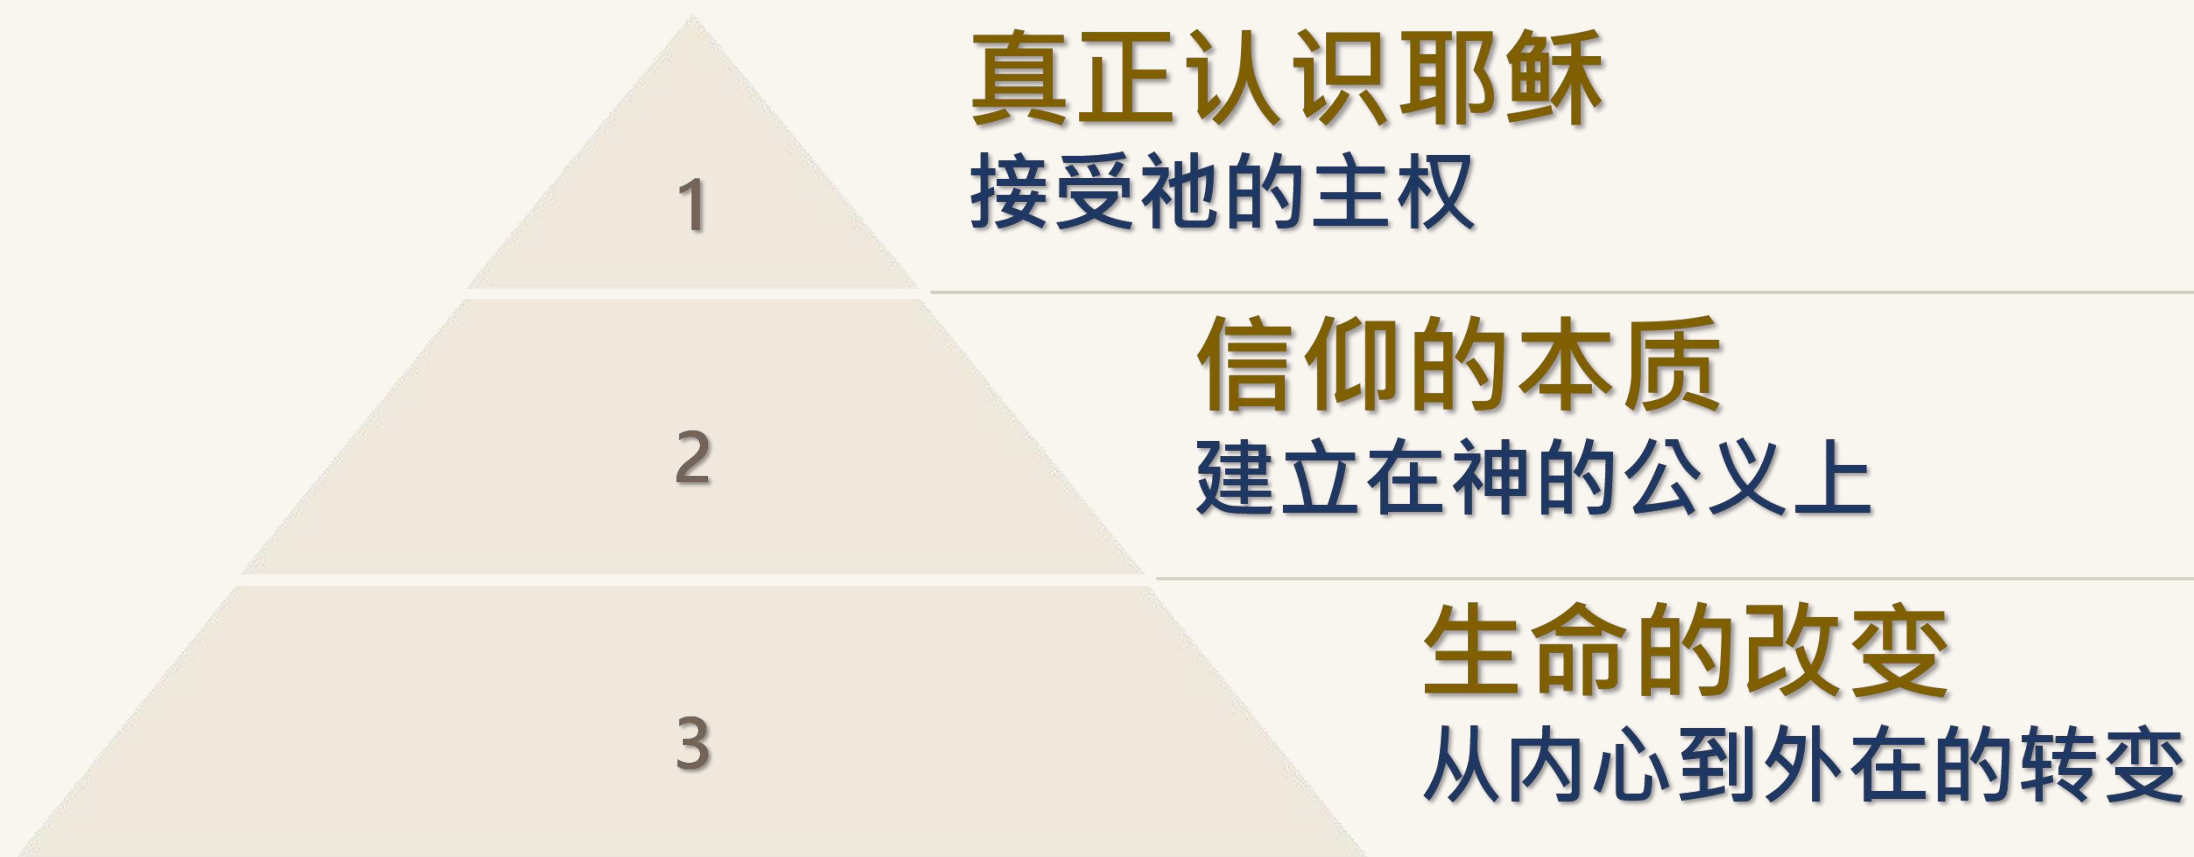 1
真正认识耶稣
接受祂的主权
2
信仰的本质
建立在神的公义上
3
生命的改变
从内心到外在的转变